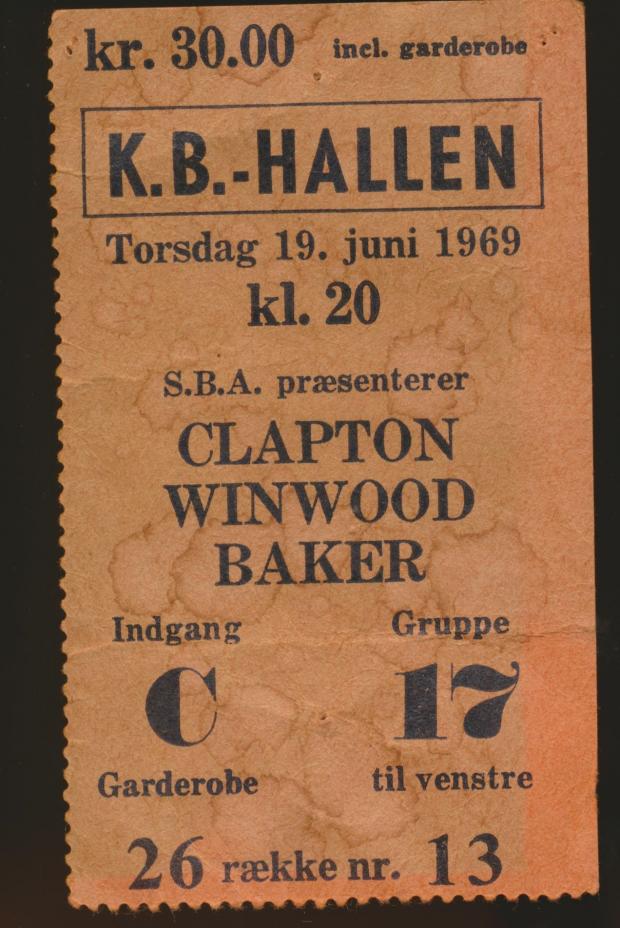 kr. 30.00 incl. garderobe
K.B.-HALLEN
Torsdag 19. juni 1969
kl. 20
S.B.A. præsenterer
CLAPTON
WINWOOD
BAKER
Indgang Gruppe
C 17
Garderobe til venstre
26 række nr. 13